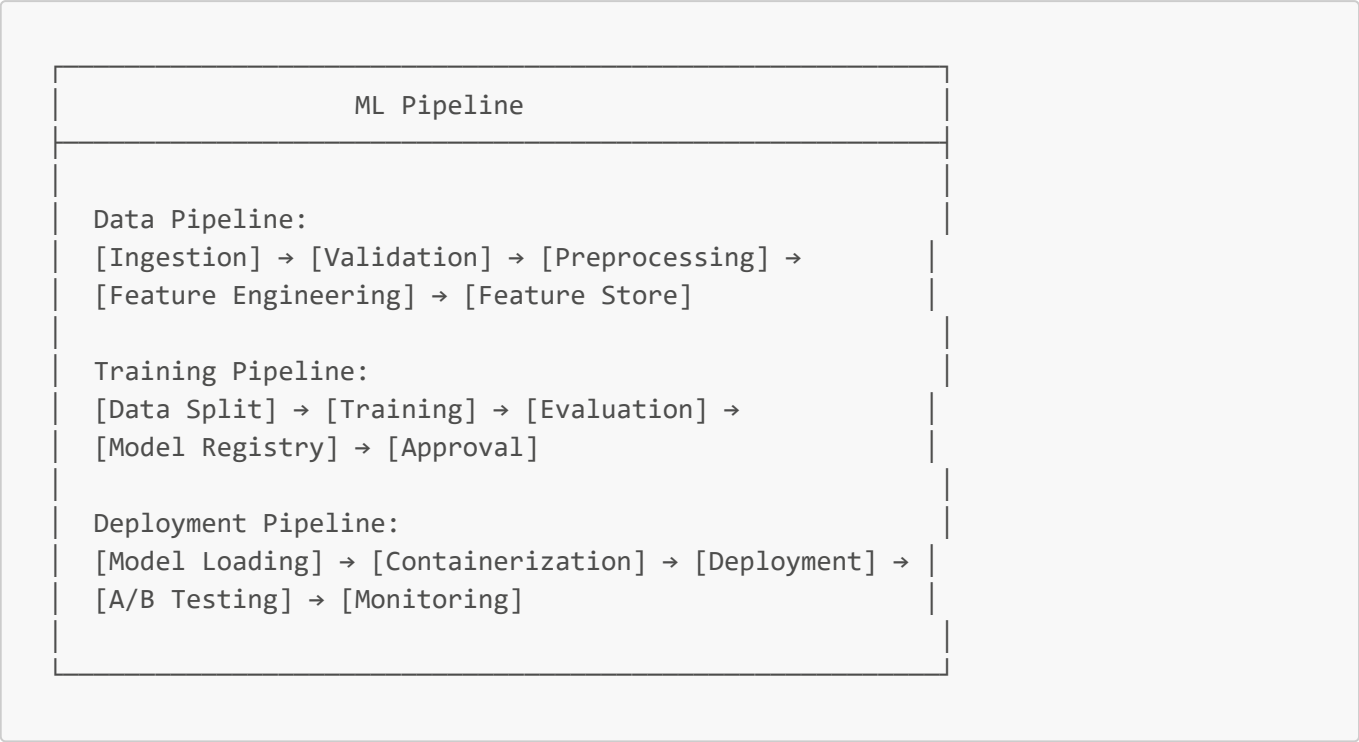 ML Pipeline
Data Pipeline:
[Ingestion] → [Validation] → [Preprocessing] →
[Feature Engineering] → [Feature Store]
Training Pipeline:
[Data Split] → [Training] → [Evaluation] →
[Model Registry] → [Approval]
Deployment Pipeline:
[Model Loading] → [Containerization] → [Deployment] →
[A/B Testing] → [Monitoring]